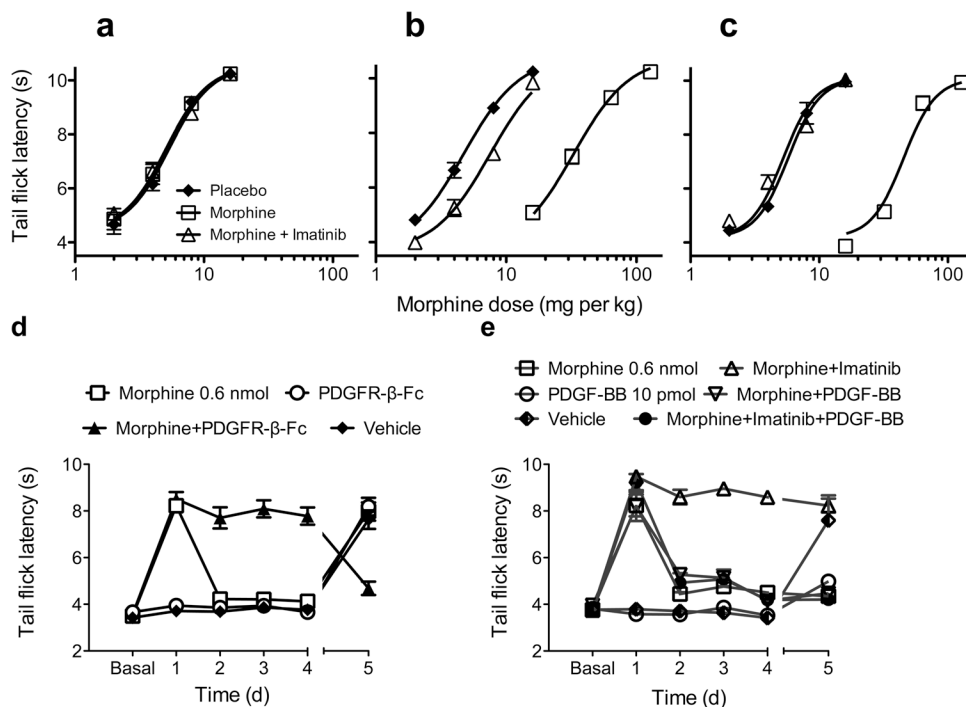 a
b
c
Tail flick latency (s)
10
8
6
4
Placebo
Morphine
Morphine + Imatinib
1 10 100
1 10 100
1 10 100
Morphine dose (mg per kg)
d
Morphine 0.6 nmol PDGFR-β-Fc
Morphine+PDGFR-β-Fc Vehicle
Tail flick latency (s)
10
8
6
4
2
Basal 1 2 3 4 5
Time (d)
e
Morphine 0.6 nmol Morphine+Imatinib
PDGF-BB 10 pmol Morphine+PDGF-BB
Vehicle Morphine+Imatinib+PDGF-BB
Tail flick latency (s)
10
8
6
4
2
Basal 1 2 3 4 5
Time (d)